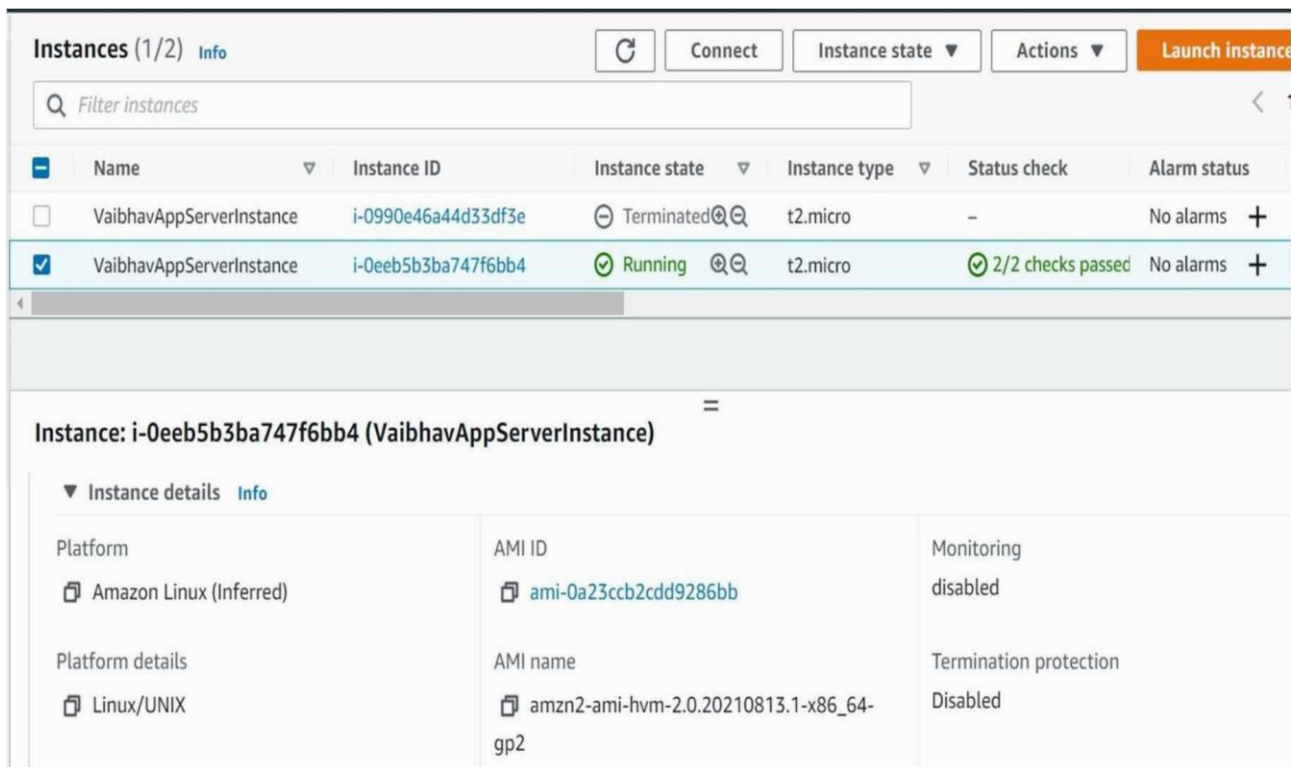 Instances (1/2) Info Connect Instance state Actions Launch instance
Filter instances
Name Instance ID Instance state Instance type Status check Alarm status
VaibhavAppServerInstance i-0990e46a44d33df3e Terminated t2.micro – No alarms +
VaibhavAppServerInstance i-0eeb5b3ba747f6bb4 Running t2.micro 2/2 checks passed No alarms +
Instance: i-0eeb5b3ba747f6bb4 (VaibhavAppServerInstance)
Instance details Info
Platform AMI ID Monitoring
Amazon Linux (Inferred) ami-0a23ccb2cdd9286bb disabled
Platform details AMI name Termination protection
Linux/UNIX amzn2-ami-hvm-2.0.20210813.1-x86_64- Disabled
gp2